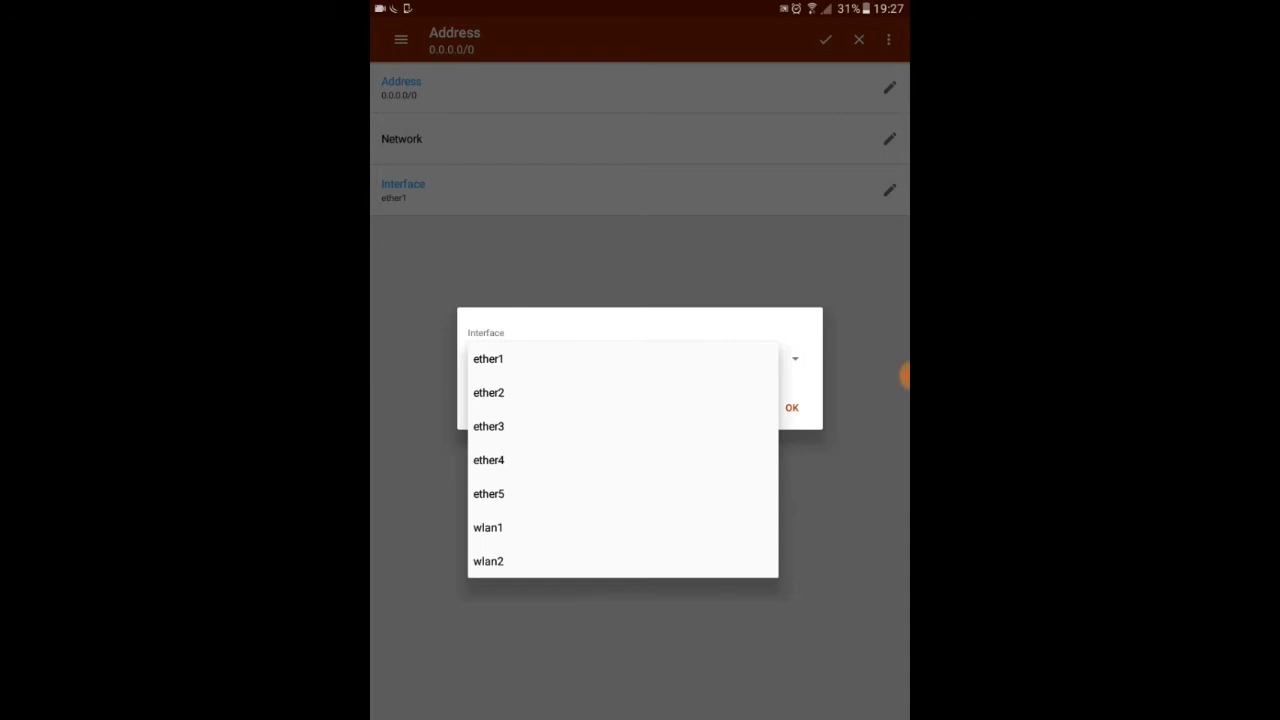 31% 19:27
Address
0.0.0.0/0
Address
0.0.0.0/0
Network
Interface
ether1
Interface
ether1
ether2
ether3
ether4
ether5
wlan1
wlan2
OK